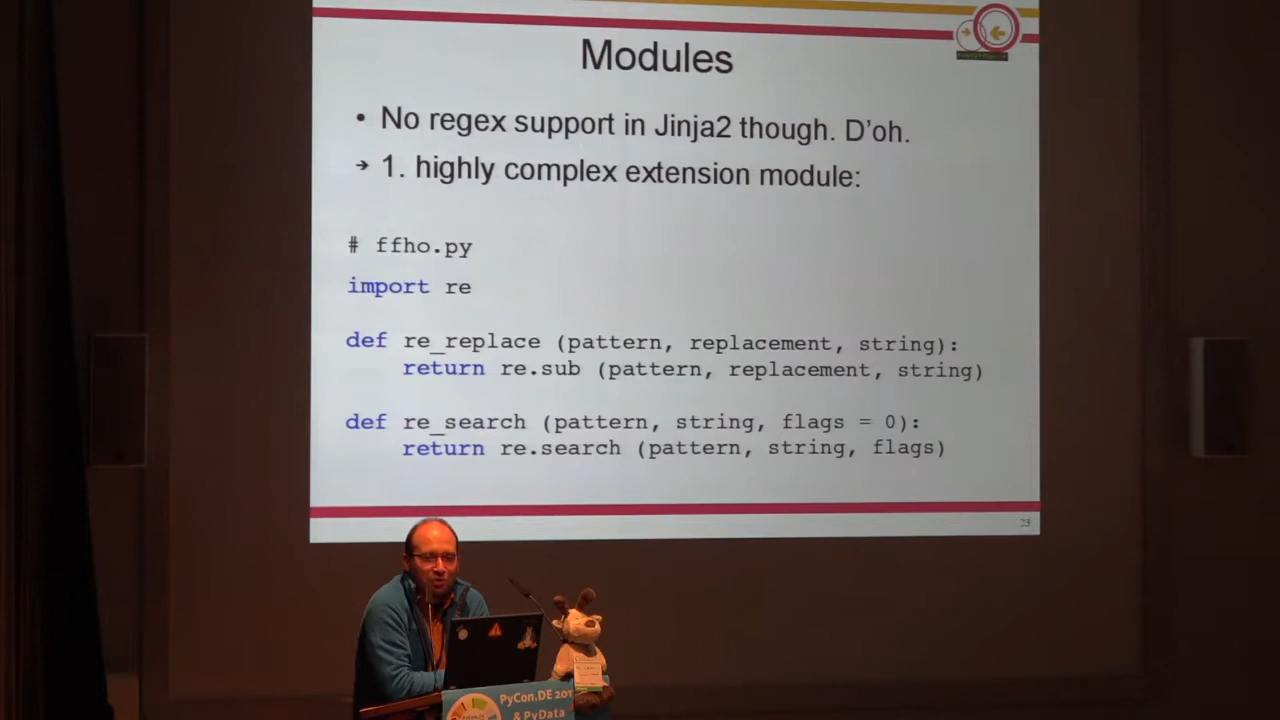 Modules
• No regex support in Jinja2 though. D'oh.
→ 1. highly complex extension module:
# ffho.py
import re
def re_replace (pattern, replacement, string):
return re.sub (pattern, replacement, string)
def re_search (pattern, string, flags = 0):
return re.search (pattern, string, flags)
23
PyCon.DE 201
& PyData